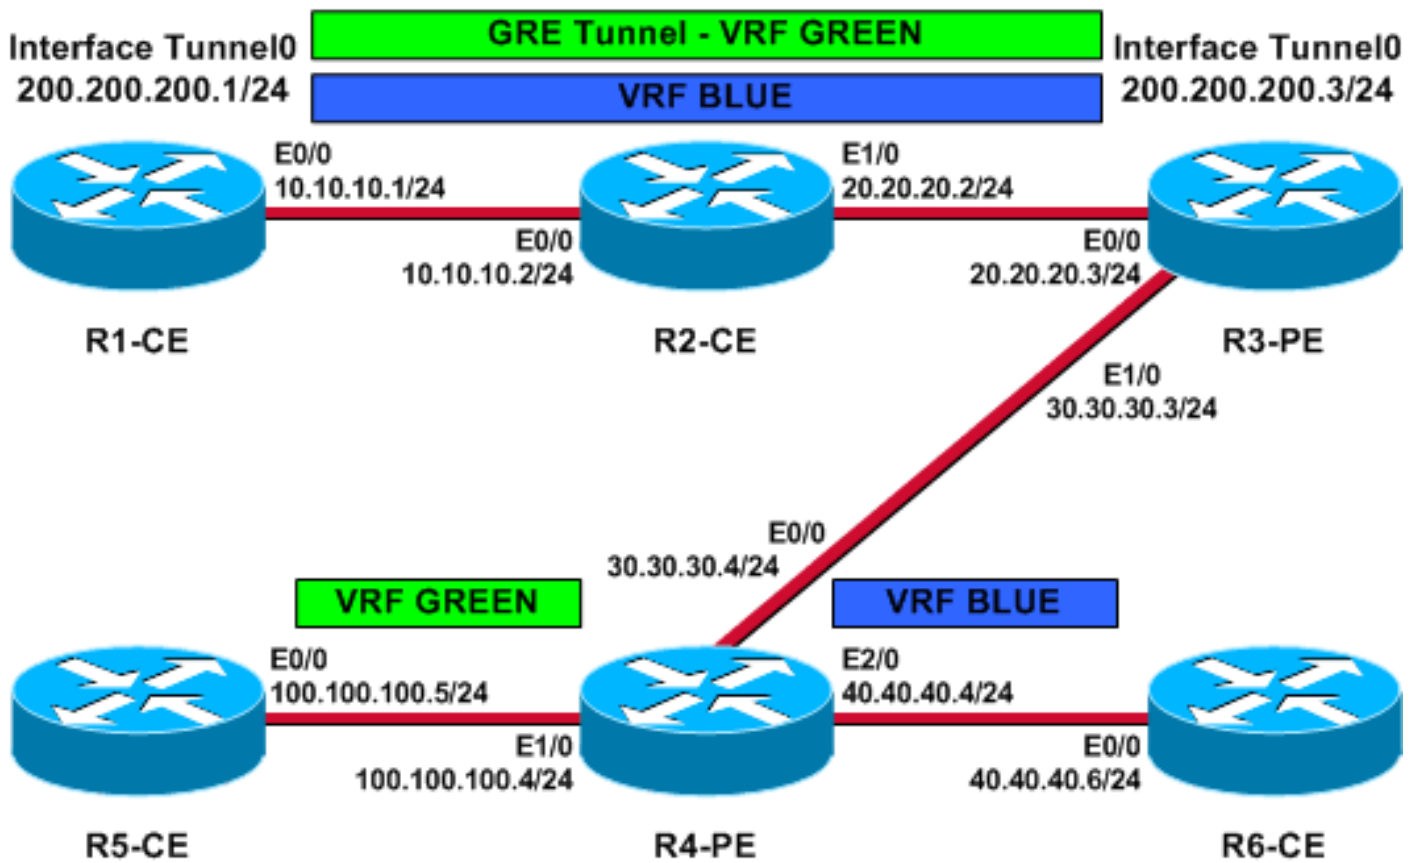 GRE Tunnel - VRF GREEN
Interface Tunnel0
200.200.200.1/24
Interface Tunnel0
200.200.200.3/24
VRF BLUE
E0/0
10.10.10.1/24
E1/0
20.20.20.2/24
E0/0
10.10.10.2/24
E0/0
20.20.20.3/24
R1-CE
R2-CE
R3-PE
E1/0
30.30.30.3/24
E0/0
30.30.30.4/24
VRF GREEN
VRF BLUE
E0/0
100.100.100.5/24
E2/0
40.40.40.4/24
E1/0
100.100.100.4/24
E0/0
40.40.40.6/24
R5-CE
R4-PE
R6-CE